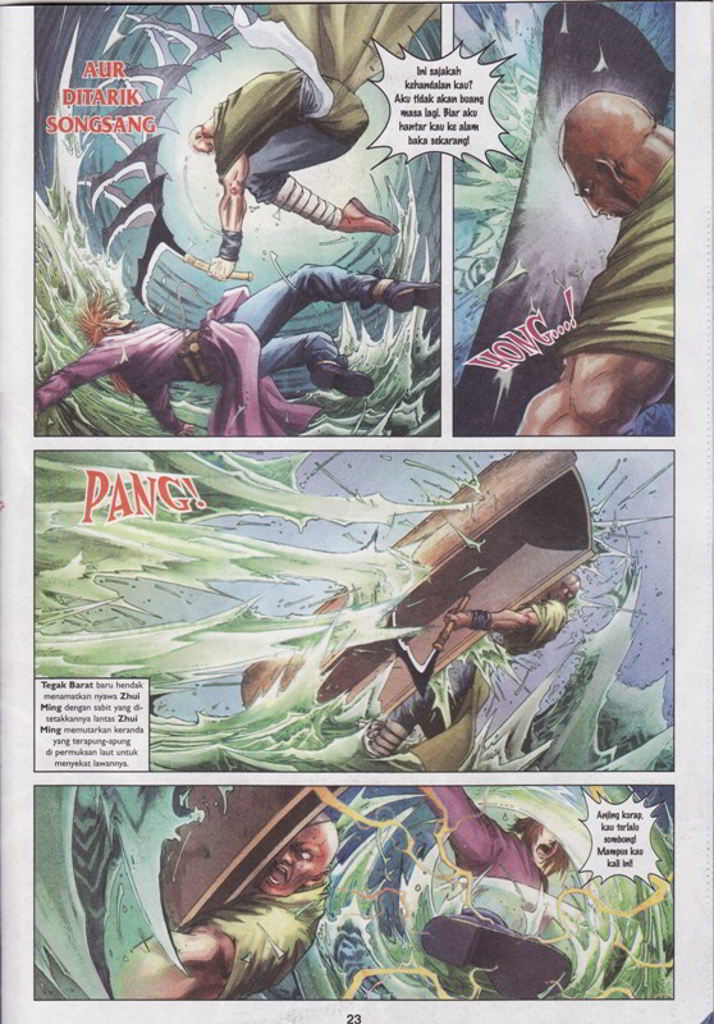 AUR
DITARIK
SONGSANG
Ini sajakah
kehandalan kau?
Aku tidak akan buang
masa lagi. Biar aku
hantar kau ke alam
baka sekarang!
HONG...!
PANG!
Tegak Barat baru hendak
menamatkan nyawa Zhui
Ming dengan sabit yang di-
tetakkannya lantas Zhui
Ming memutarkan keranda
yang terapung-apung
di permukaan laut untuk
menyekat lawannya.
Anjing kurap,
kau terlalu
sombong!
Mampus kau
kali ini!
23